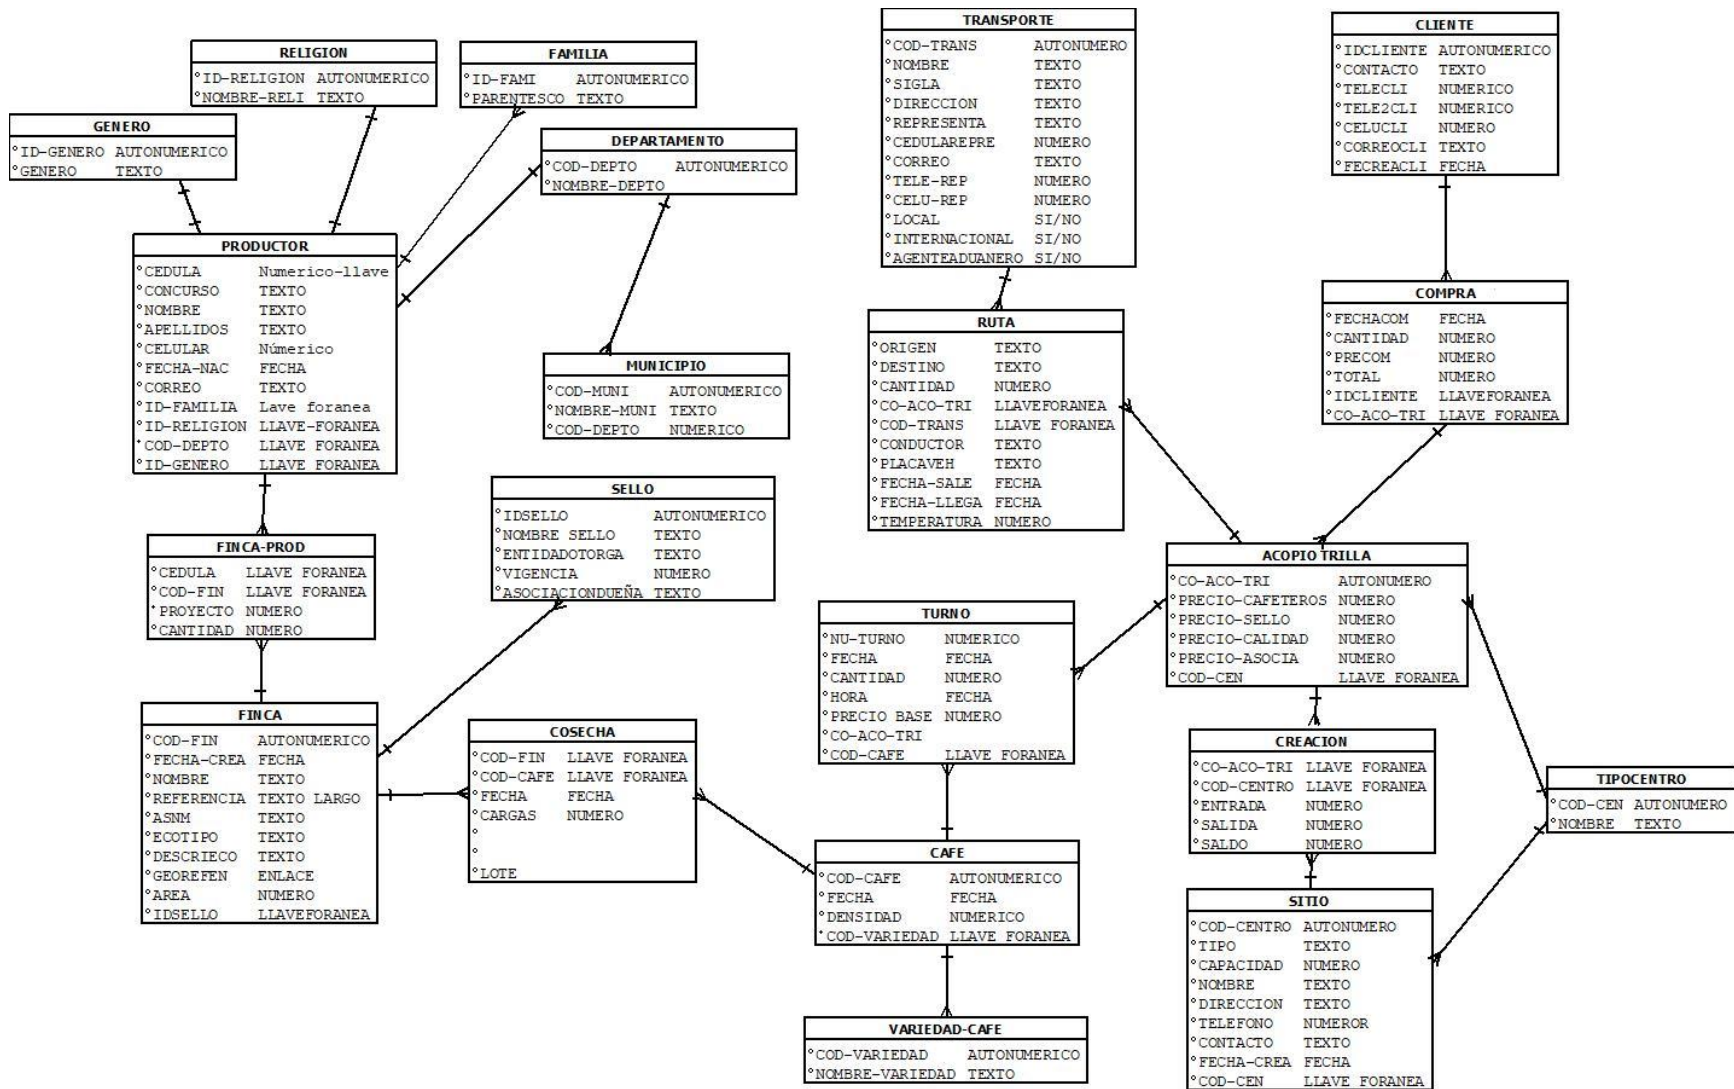 RELIGION
ID-RELIGION AUTONUMERICO
NOMBRE-RELI TEXTO
FAMILIA
ID-FAMI AUTONUMERICO
PARENTESCO TEXTO
GENERO
ID-GENERO AUTONUMERICO
GENERO TEXTO
DEPARTAMENTO
COD-DEPTO AUTONUMERICO
NOMBRE-DEPTO
PRODUCTOR
CEDULA Numerico-llave
CONCURSO TEXTO
NOMBRE TEXTO
APELLIDOS TEXTO
CELULAR Númerico
FECHA-NAC FECHA
CORREO TEXTO
ID-FAMILIA Lave foranea
ID-RELIGION LLAVE-FORANEA
COD-DEPTO LLAVE FORANEA
ID-GENERO LLAVE FORANEA
MUNICIPIO
COD-MUNI AUTONUMERICO
NOMBRE-MUNI TEXTO
COD-DEPTO NUMERICO
FINCA-PROD
CEDULA LLAVE FORANEA
COD-FIN LLAVE FORANEA
PROYECTO NUMERO
CANTIDAD NUMERO
SELLO
IDSELLO AUTONUMERICO
NOMBRE SELLO TEXTO
ENTIDADOTORGA TEXTO
VIGENCIA NUMERO
ASOCIACIONDUEÑA TEXTO
FINCA
COD-FIN AUTONUMERICO
FECHA-CREA FECHA
NOMBRE TEXTO
REFERENCIA TEXTO LARGO
ASNM TEXTO
ECOTIPO TEXTO
DESCRIECO TEXTO
GEOREFEN ENLACE
AREA NUMERO
IDSELLO LLAVEFORANEA
COSECHA
COD-FIN LLAVE FORANEA
COD-CAFE LLAVE FORANEA
FECHA FECHA
CARGAS NUMERO
LOTE
TRANSPORTE
COD-TRANS AUTONUMERO
NOMBRE TEXTO
SIGLA TEXTO
DIRECCION TEXTO
REPRESENTA TEXTO
CEDULAREPRE NUMERO
CORREO TEXTO
TELE-REP NUMERO
CELU-REP NUMERO
LOCAL SI/NO
INTERNACIONAL SI/NO
AGENTEADUANERO SI/NO
CLIENTE
IDCLIENTE AUTONUMERICO
CONTACTO TEXTO
TELECLI NUMERICO
TELE2CLI NUMERICO
CELUCLI NUMERO
CORREOCLI TEXTO
FECREACLI FECHA
RUTA
ORIGEN TEXTO
DESTINO TEXTO
CANTIDAD NUMERO
CO-ACO-TRI LLAVEFORANEA
COD-TRANS LLAVE FORANEA
CONDUCTOR TEXTO
PLACAVEH TEXTO
FECHA-SALE FECHA
FECHA-LLEGA FECHA
TEMPERATURA NUMERO
COMPRA
FECHACOM FECHA
CANTIDAD NUMERO
PRECOM NUMERO
TOTAL NUMERO
IDCLIENTE LLAVEFORANEA
CO-ACO-TRI LLAVE FORANEA
ACOPIO TRILLA
CO-ACO-TRI AUTONUMERO
PRECIO-CAFETEROS NUMERO
PRECIO-SELLO NUMERO
PRECIO-CALIDAD NUMERO
PRECIO-ASOCIA NUMERO
COD-CEN LLAVE FORANEA
TURNO
NU-TURNO NUMERICO
FECHA FECHA
CANTIDAD NUMERO
HORA FECHA
PRECIO BASE NUMERO
CO-ACO-TRI
COD-CAFE LLAVE FORANEA
CREACION
CO-ACO-TRI LLAVE FORANEA
COD-CENTRO LLAVE FORANEA
ENTRADA NUMERO
SALIDA NUMERO
SALDO NUMERO
TIPOCENTRO
COD-CEN AUTONUMERO
NOMBRE TEXTO
CAFE
COD-CAFE AUTONUMERICO
FECHA FECHA
DENSIDAD NUMERICO
COD-VARIEDAD LLAVE FORANEA
SITIO
COD-CENTRO AUTONUMERO
TIPO TEXTO
CAPACIDAD NUMERO
NOMBRE TEXTO
DIRECCION TEXTO
TELEFONO NUMEROR
CONTACTO TEXTO
FECHA-CREA FECHA
COD-CEN LLAVE FORANEA
VARIEDAD-CAFE
COD-VARIEDAD AUTONUMERICO
NOMBRE-VARIEDAD TEXTO